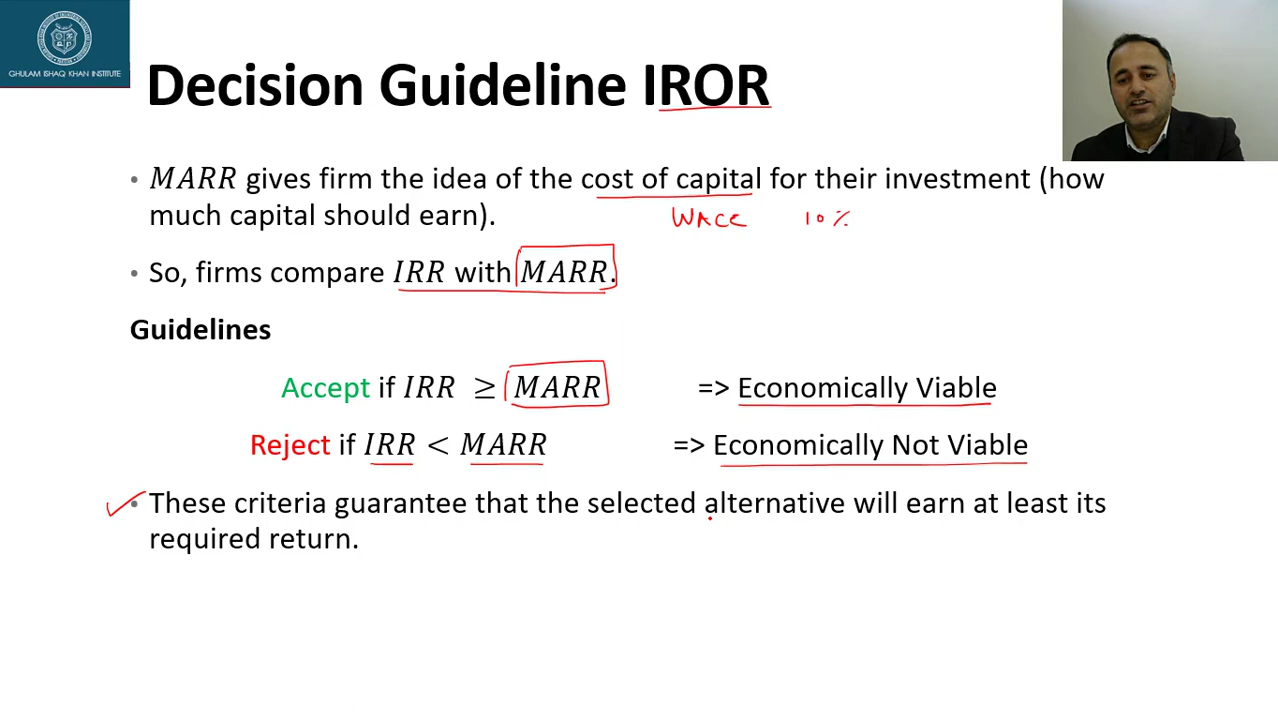 GHULAM ISHAQ KHAN INSTITUTE
Decision Guideline IROR
• MARR gives firm the idea of the cost of capital for their investment (how
much capital should earn).
WACC 10%
• So, firms compare IRR with MARR.
Guidelines
Accept if IRR ≥ MARR => Economically Viable
Reject if IRR < MARR => Economically Not Viable
• These criteria guarantee that the selected alternative will earn at least its
required return.